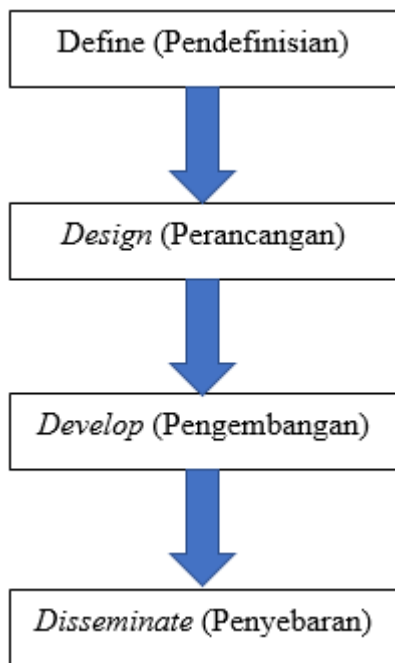 Define (Pendefinisian)
Design (Perancangan)
Develop (Pengembangan)
Disseminate (Penyebaran)